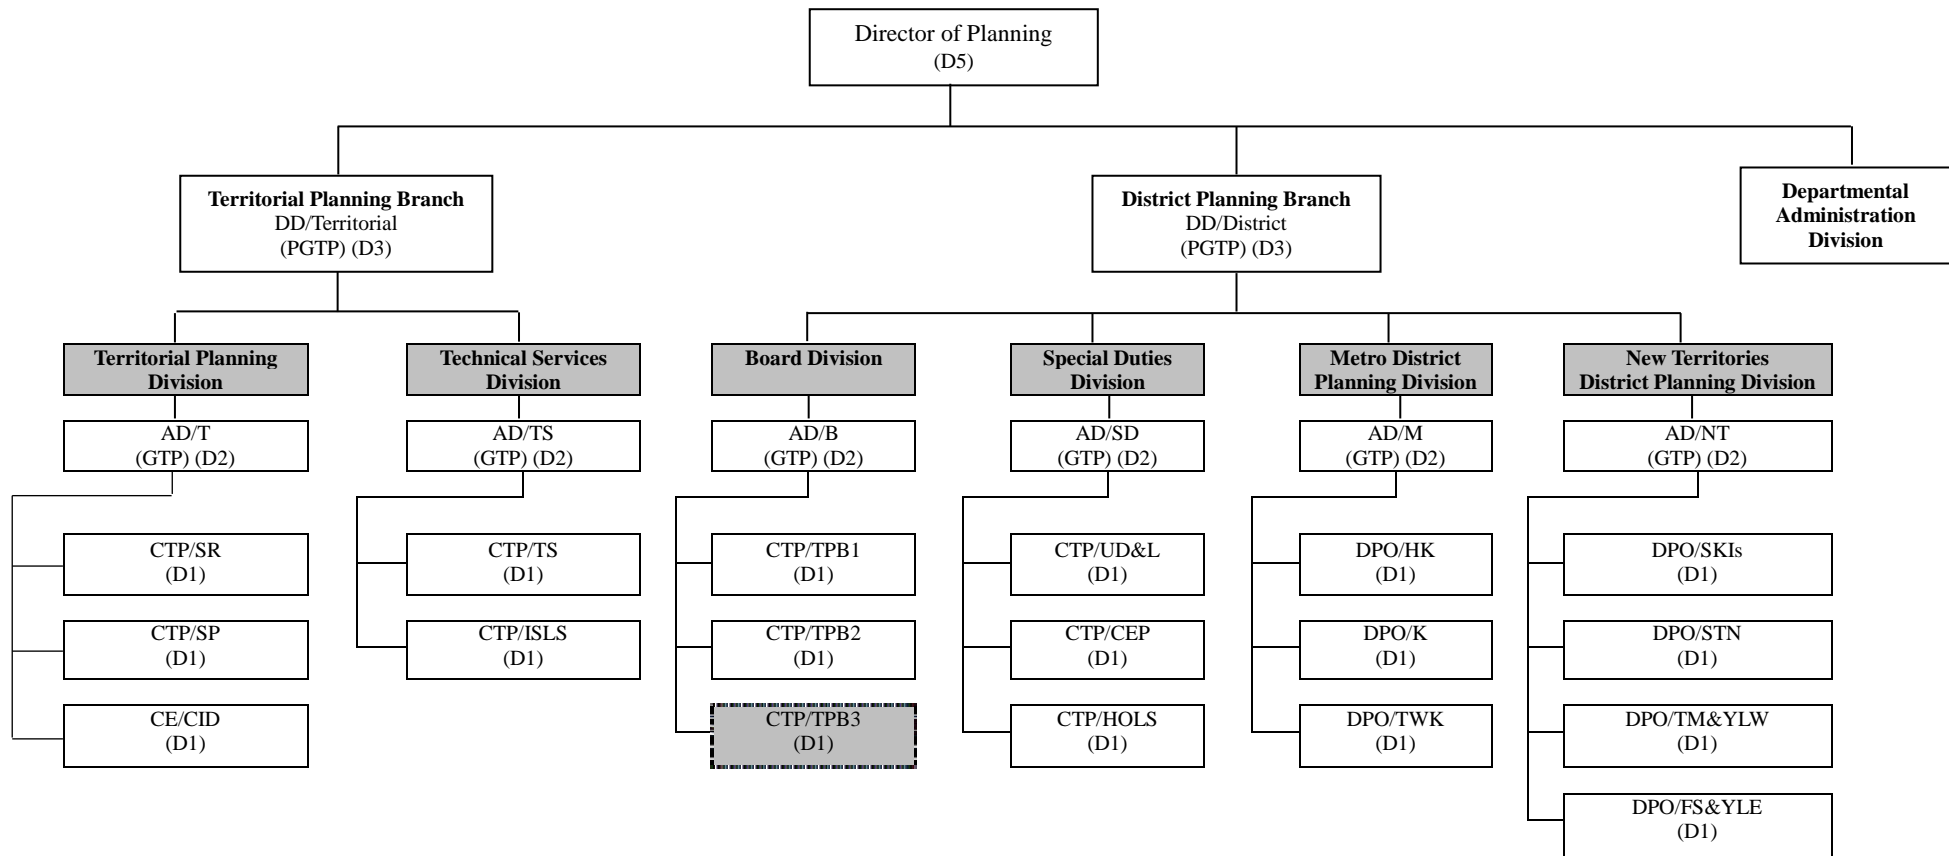 Director of Planning
(D5)
Territorial Planning Branch
DD/Territorial
(PGTP) (D3)
District Planning Branch
DD/District
(PGTP) (D3)
Departmental
Administration
Division
Territorial Planning
Division
AD/T
(GTP) (D2)
CTP/SR
(D1)
CTP/SP
(D1)
CE/CID
(D1)
Technical Services
Division
AD/TS
(GTP) (D2)
CTP/TS
(D1)
CTP/ISLS
(D1)
Board Division
AD/B
(GTP) (D2)
CTP/TPB1
(D1)
CTP/TPB2
(D1)
CTP/TPB3
(D1)
Special Duties
Division
AD/SD
(GTP) (D2)
CTP/UD&L
(D1)
CTP/CEP
(D1)
CTP/HOLS
(D1)
Metro District
Planning Division
AD/M
(GTP) (D2)
DPO/HK
(D1)
DPO/K
(D1)
DPO/TWK
(D1)
New Territories
District Planning Division
AD/NT
(GTP) (D2)
DPO/SKIs
(D1)
DPO/STN
(D1)
DPO/TM&YLW
(D1)
DPO/FS&YLE
(D1)